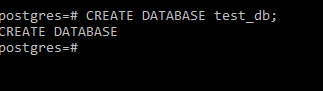 postgres=# CREATE DATABASE test_db;
CREATE DATABASE
postgres=#